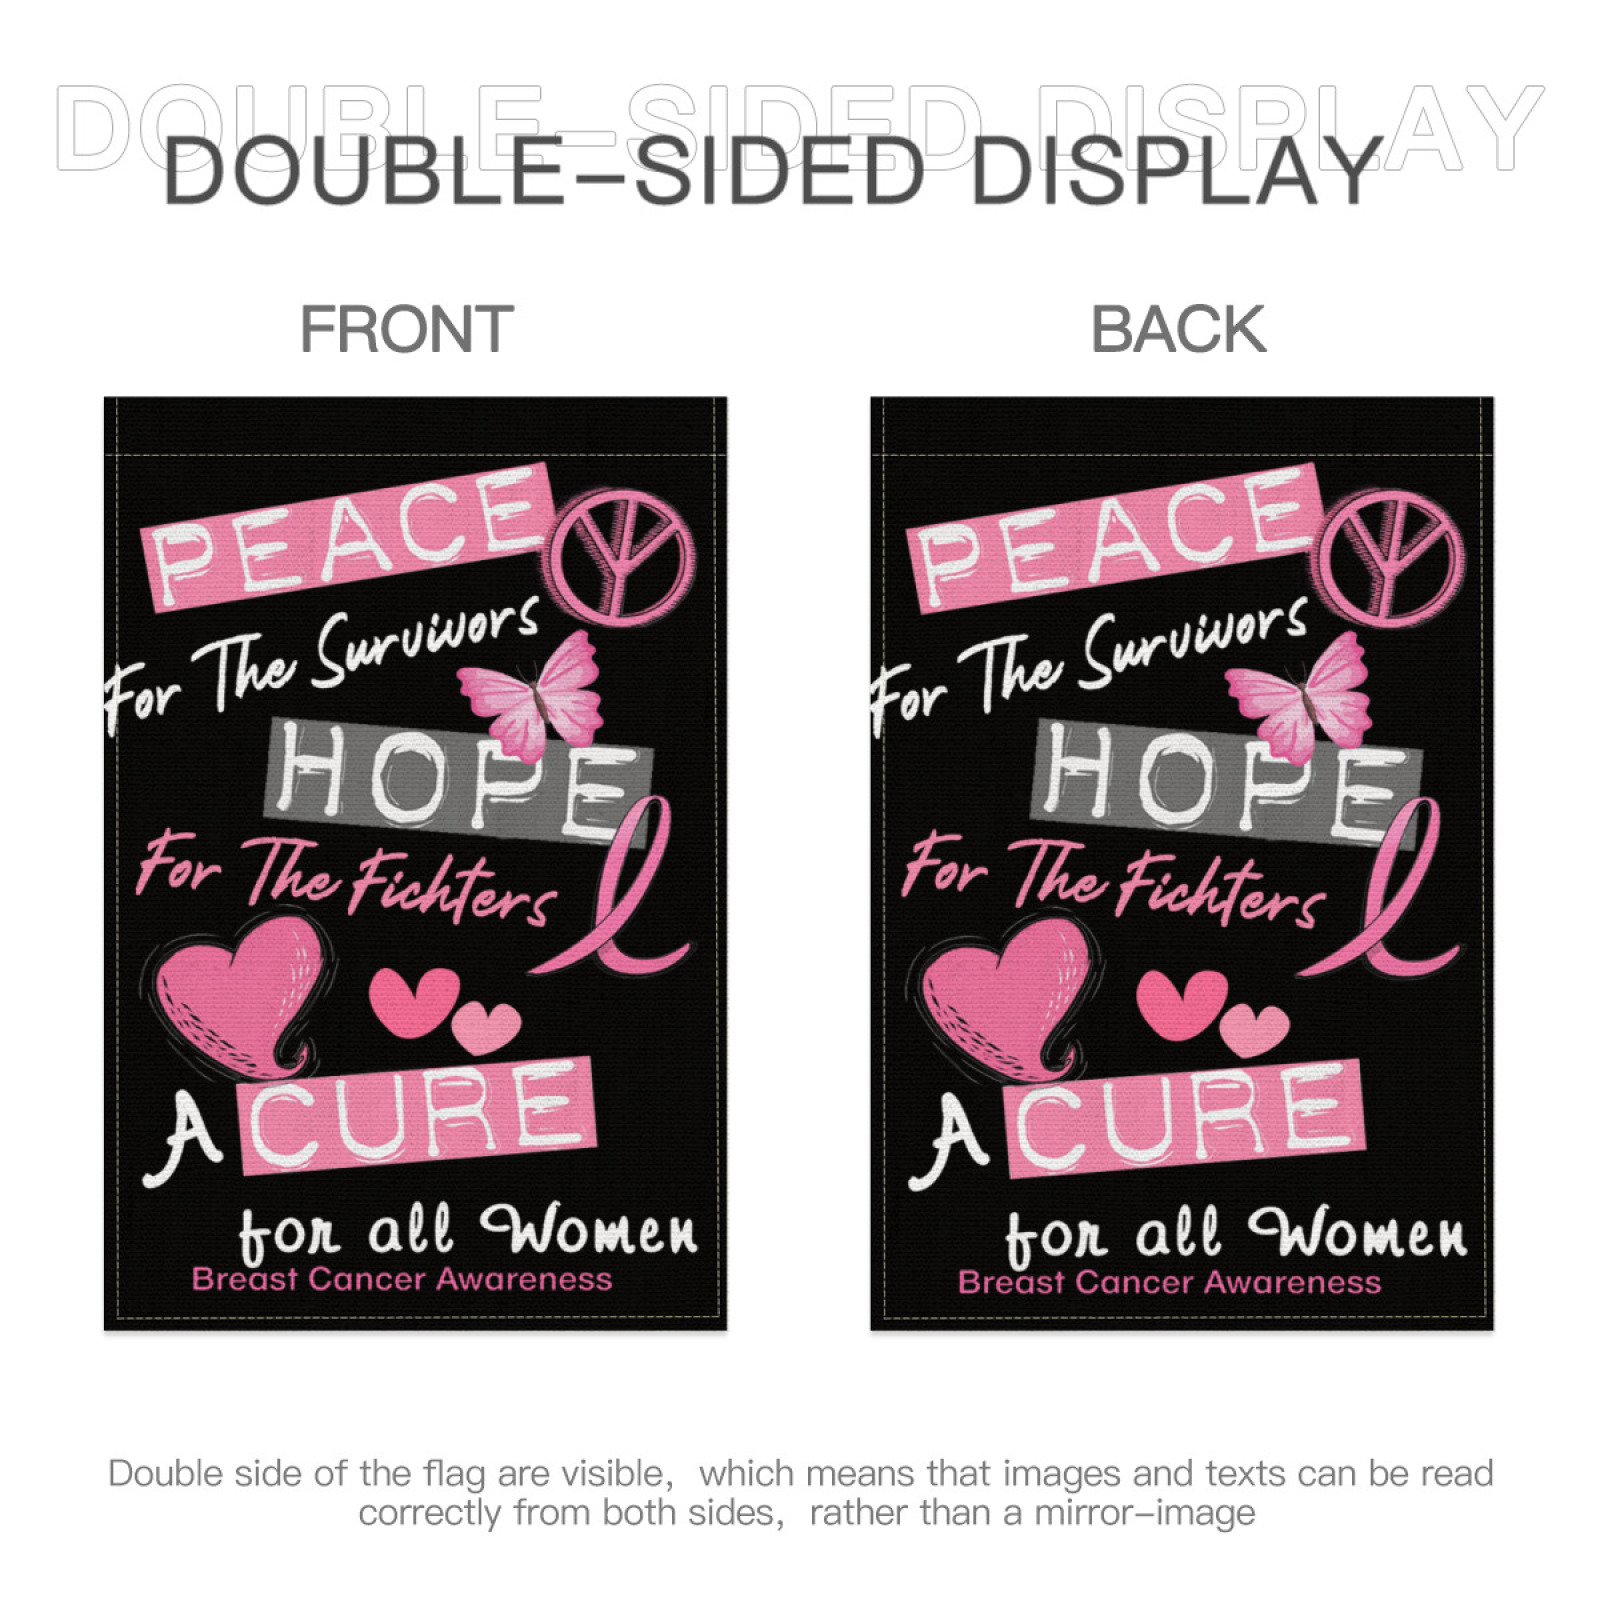 DOUBLE-SIDED DISPLAY
DOUBLE-SIDED DISPLAY
FRONT
BACK
PEACE
For The Survivors
HOPE
For The Fichters
A CURE
for all Women
Breast Cancer Awareness
PEACE
For The Survivors
HOPE
For The Fichters
A CURE
for all Women
Breast Cancer Awareness
Double side of the flag are visible, which means that images and texts can be read
correctly from both sides, rather than a mirror-image